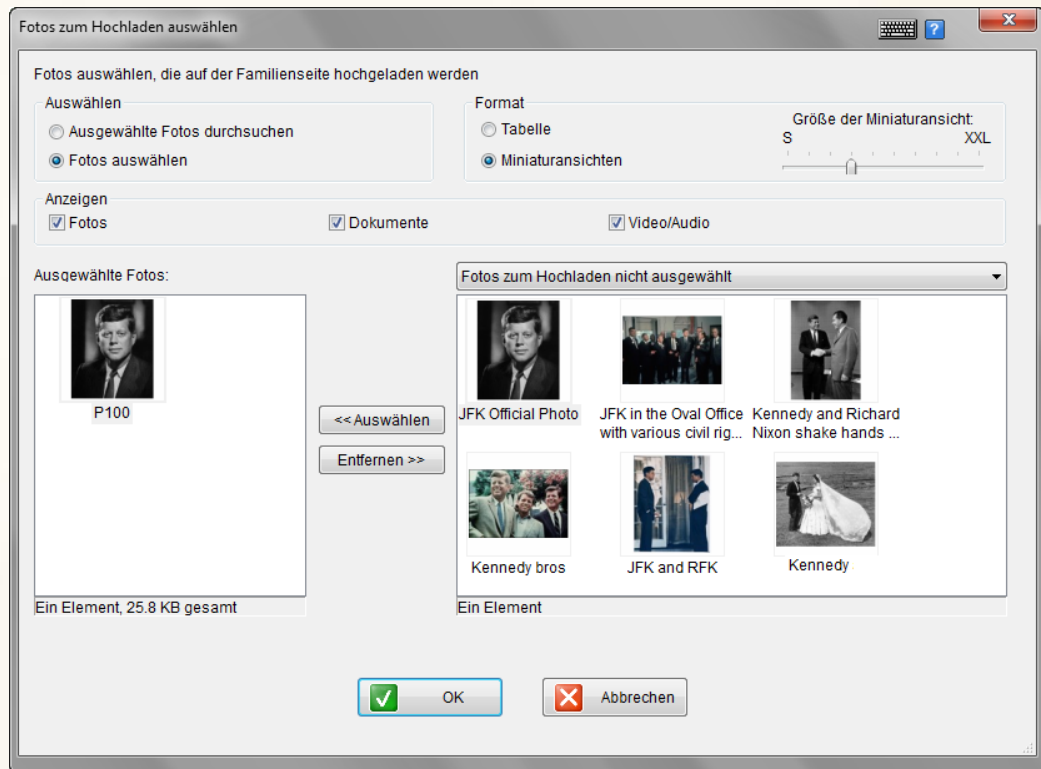 Fotos zum Hochladen auswählen
Fotos auswählen, die auf der Familienseite hochgeladen werden
Auswählen
Ausgewählte Fotos durchsuchen
Fotos auswählen
Format
Tabelle
Miniaturansichten
Größe der Miniaturansicht:
S XXL
Anzeigen
Fotos Dokumente Video/Audio
Ausgewählte Fotos:
P100
Ein Element, 25.8 KB gesamt
<< Auswählen
Entfernen >>
Fotos zum Hochladen nicht ausgewählt
JFK Official Photo
JFK in the Oval Office
with various civil rig...
Kennedy and Richard
Nixon shake hands ...
Kennedy bros
JFK and RFK
Kennedy
Ein Element
OK
Abbrechen